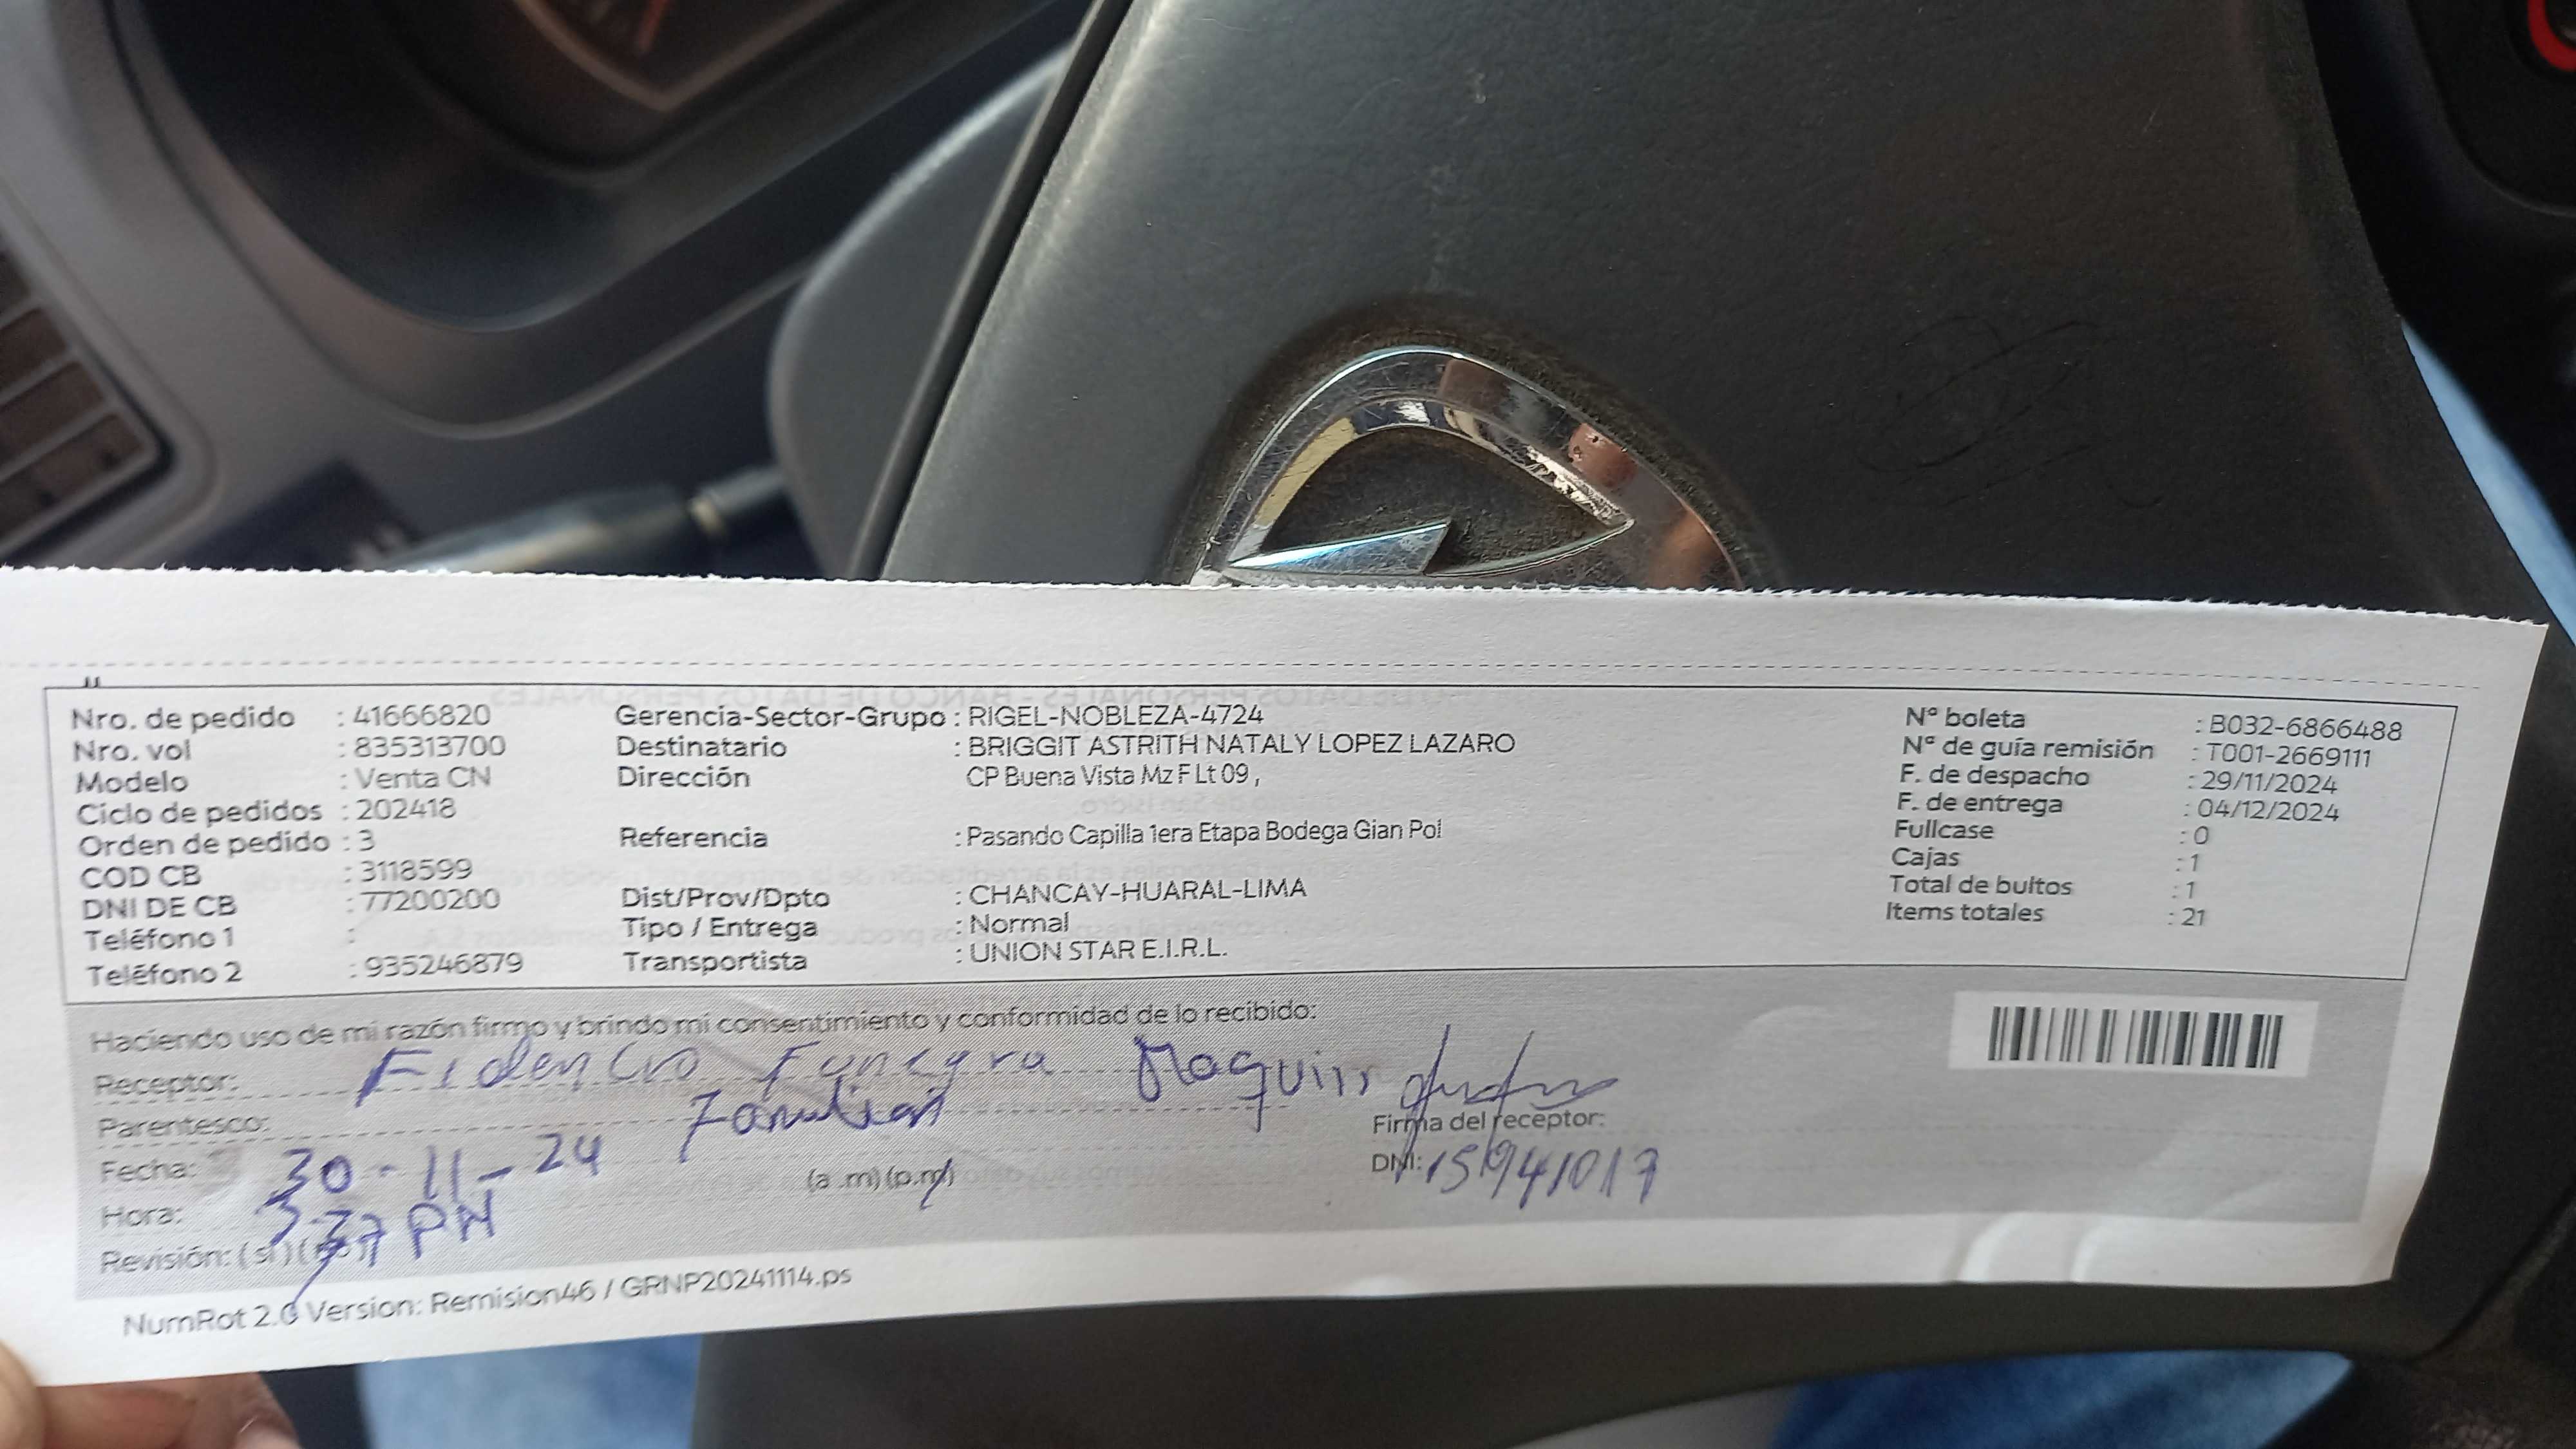 Nro. de pedido : 41666820 Gerencia-Sector-Grupo : RIGEL-NOBLEZA-4724 N° boleta : B032-6866488
Nro. vol : 835313700 Destinatario : BRIGGIT ASTRITH NATALY LOPEZ LAZARO N° de guía remisión : T001-2669111
Modelo : Venta CN Dirección CP Buena Vista Mz F Lt 09 , F. de despacho : 29/11/2024
Ciclo de pedidos : 202418 F. de entrega : 04/12/2024
Orden de pedido : 3 Referencia : Pasando Capilla 1era Etapa Bodega Gian Pol Fullcase : 0
COD CB : 3118599 Cajas : 1
DNI DE CB : 77200200 Dist/Prov/Dpto : CHANCAY-HUARAL-LIMA Total de bultos : 1
Teléfono 1 : Tipo / Entrega : Normal Items totales : 21
Teléfono 2 : 935246879 Transportista : UNION STAR E.I.R.L.
Haciendo uso de mi razón firmo y brindo mi consentimiento y conformidad de lo recibido:
Receptor: Fidencio
Parentesco: Familiar Firma del receptor:
Fecha: 30-11-24 (a .m) (p.m) DNI: 15941017
Hora: 3:37 PM
Revisión: (si) (no)
NumRot 2.0 Version: Remision46 / GRNP20241114.ps